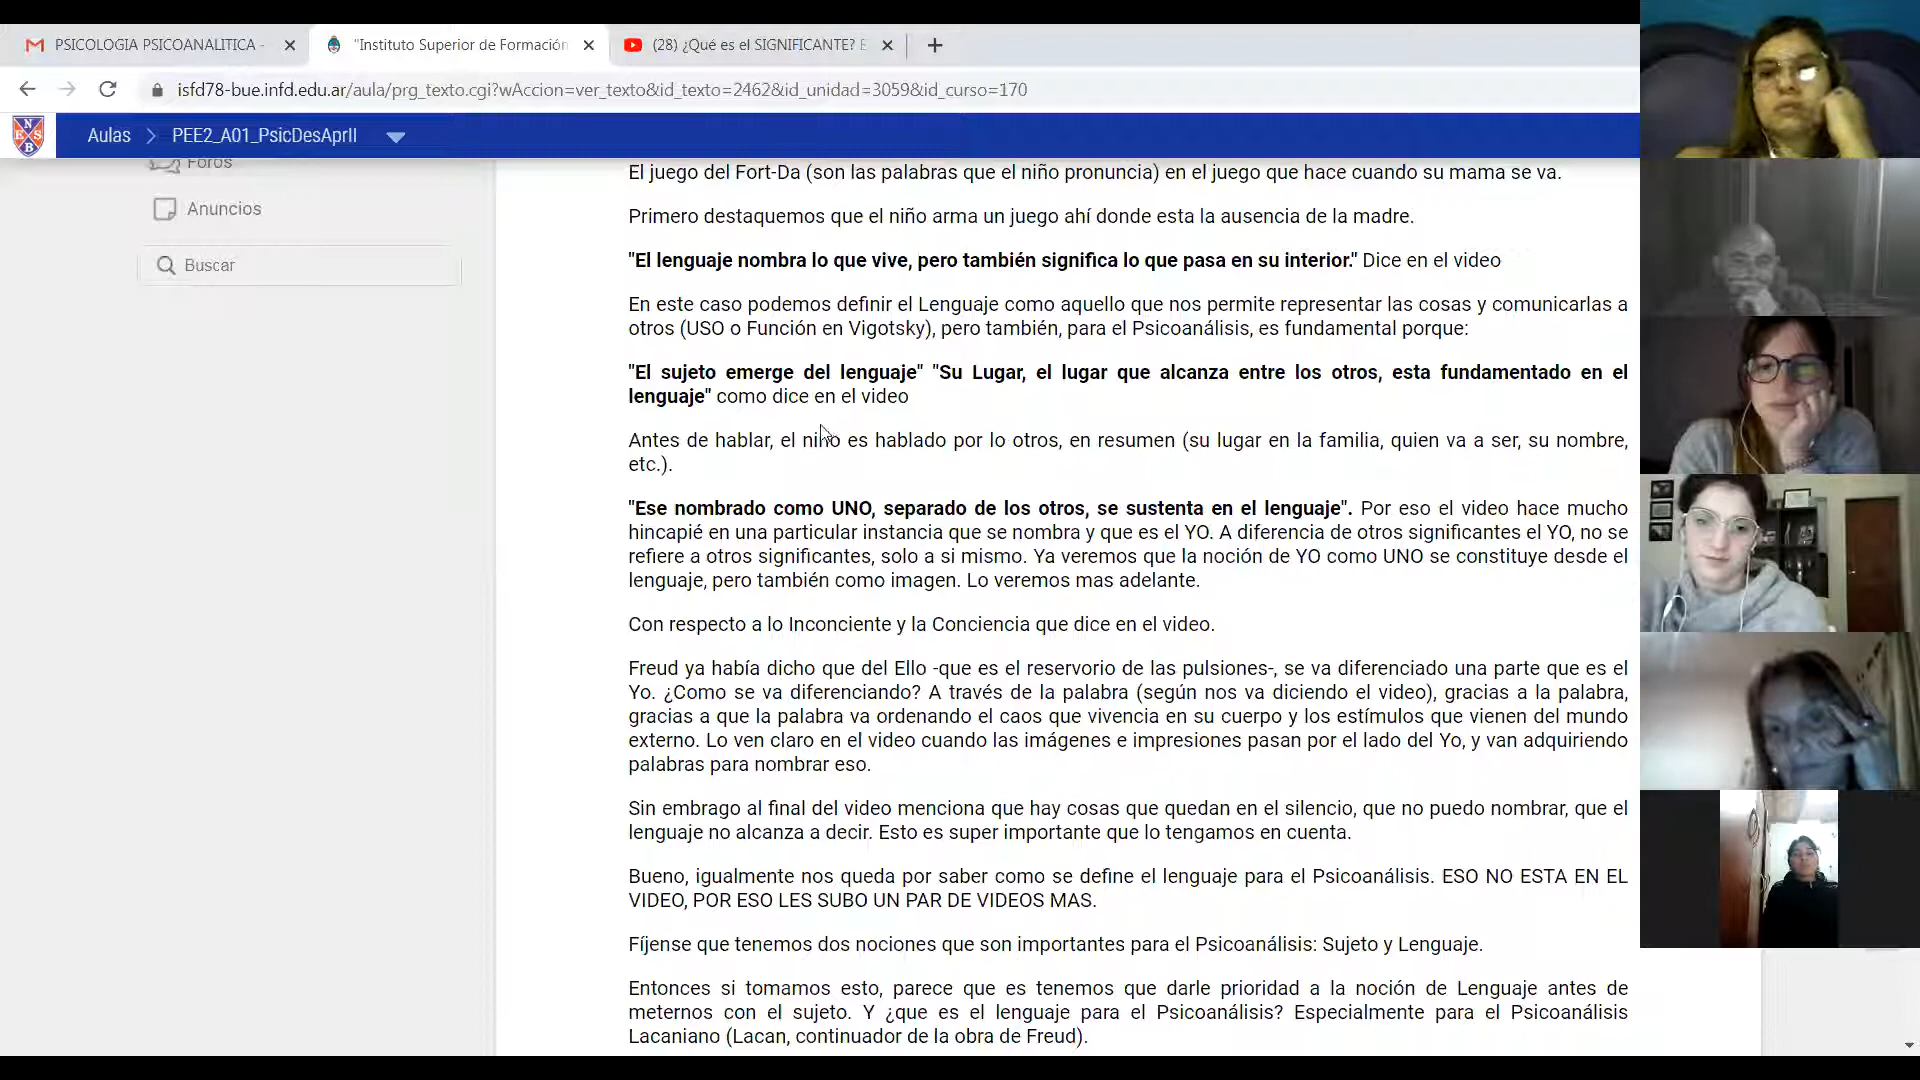 PSICOLOGIA PSICOANALITICA -
"Instituto Superior de Formación
(28) ¿Qué es el SIGNIFICANTE? E
isfd78-bue.infd.edu.ar/aula/prg_texto.cgi?wAccion=ver_texto&id_texto=2462&id_unidad=3059&id_curso=170
N
E S
B
Aulas
PEE2_A01_PsicDesAprII
Foros
Anuncios
Buscar
El juego del Fort-Da (son las palabras que el niño pronuncia) en el juego que hace cuando su mama se va.
Primero destaquemos que el niño arma un juego ahí donde esta la ausencia de la madre.
"El lenguaje nombra lo que vive, pero también significa lo que pasa en su interior." Dice en el video
En este caso podemos definir el Lenguaje como aquello que nos permite representar las cosas y comunicarlas a
otros (USO o Función en Vigotsky), pero también, para el Psicoanálisis, es fundamental porque:
"El sujeto emerge del lenguaje" "Su Lugar, el lugar que alcanza entre los otros, esta fundamentado en el
lenguaje" como dice en el video
Antes de hablar, el niño es hablado por lo otros, en resumen (su lugar en la familia, quien va a ser, su nombre,
etc.).
"Ese nombrado como UNO, separado de los otros, se sustenta en el lenguaje". Por eso el video hace mucho
hincapié en una particular instancia que se nombra y que es el YO. A diferencia de otros significantes el YO, no se
refiere a otros significantes, solo a si mismo. Ya veremos que la noción de YO como UNO se constituye desde el
lenguaje, pero también como imagen. Lo veremos mas adelante.
Con respecto a lo Inconciente y la Conciencia que dice en el video.
Freud ya había dicho que del Ello -que es el reservorio de las pulsiones-, se va diferenciado una parte que es el
Yo. ¿Como se va diferenciando? A través de la palabra (según nos va diciendo el video), gracias a la palabra,
gracias a que la palabra va ordenando el caos que vivencia en su cuerpo y los estímulos que vienen del mundo
externo. Lo ven claro en el video cuando las imágenes e impresiones pasan por el lado del Yo, y van adquiriendo
palabras para nombrar eso.
Sin embrago al final del video menciona que hay cosas que quedan en el silencio, que no puedo nombrar, que el
lenguaje no alcanza a decir. Esto es super importante que lo tengamos en cuenta.
Bueno, igualmente nos queda por saber como se define el lenguaje para el Psicoanálisis. ESO NO ESTA EN EL
VIDEO, POR ESO LES SUBO UN PAR DE VIDEOS MAS.
Fíjense que tenemos dos nociones que son importantes para el Psicoanálisis: Sujeto y Lenguaje.
Entonces si tomamos esto, parece que es tenemos que darle prioridad a la noción de Lenguaje antes de
meternos con el sujeto. Y ¿que es el lenguaje para el Psicoanálisis? Especialmente para el Psicoanálisis
Lacaniano (Lacan, continuador de la obra de Freud).